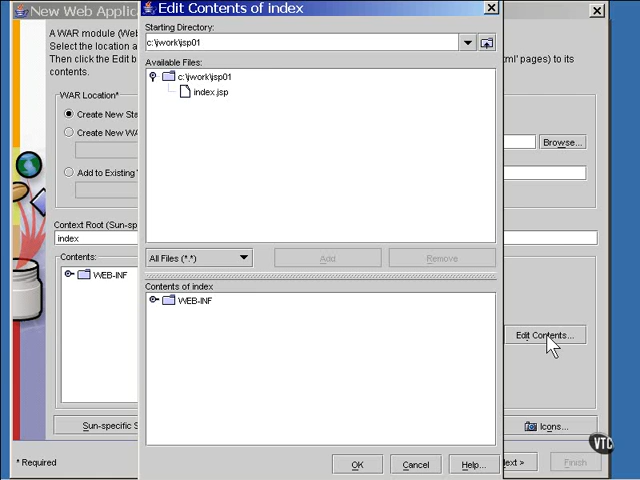 New Web Applic
Edit Contents of index
A WAR module (Web
Select the location a
Then click the Edit b
contents.
ml' pages) to its
WAR Location*
Create New Sta
Create New WA
Add to Existing
Browse...
Context Root (Sun-sp
index
Contents:
WEB-INF
Sun-specific S
* Required
Starting Directory:
c:\jwork\jsp01
Available Files:
c:\jwork\jsp01
index.jsp
All Files (*.*)
Add
Remove
Contents of index
WEB-INF
OK
Cancel
Help...
Edit Contents...
Icons...
ext >
Finish
VTC